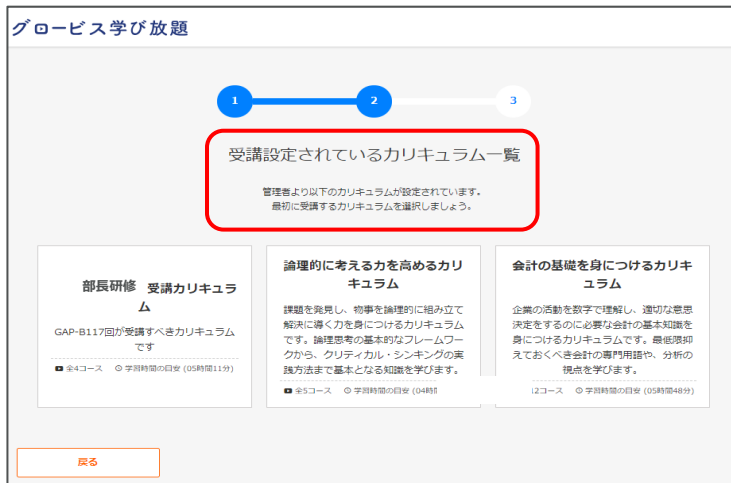 グロービス学び放題
1
2
3
受講設定されているカリキュラム一覧
管理者より以下のカリキュラムが設定されています。
最初に受講するカリキュラムを選択しましょう。
部長研修 受講カリキュラ
ム
GAP-B117回が受講すべきカリキュラム
です
全4コース 学習時間の目安 (05時間11分)
論理的に考える力を高めるカリ
キュラム
課題を発見し、物事を論理的に組み立て
解決に導く力を身につけるカリキュラム
です。論理思考の基本的なフレームワー
クから、クリティカル・シンキングの実
践方法まで基本となる知識を学びます。
全5コース 学習時間の目安 (04時
会計の基礎を身につけるカリキ
ュラム
企業の活動を数字で理解し、適切な意思
決定をするのに必要な会計の基本知識を
身につけるカリキュラムです。最低限抑
えておくべき会計の専門用語や、分析の
視点を学びます。
12コース 学習時間の目安 (05時間48分)
戻る